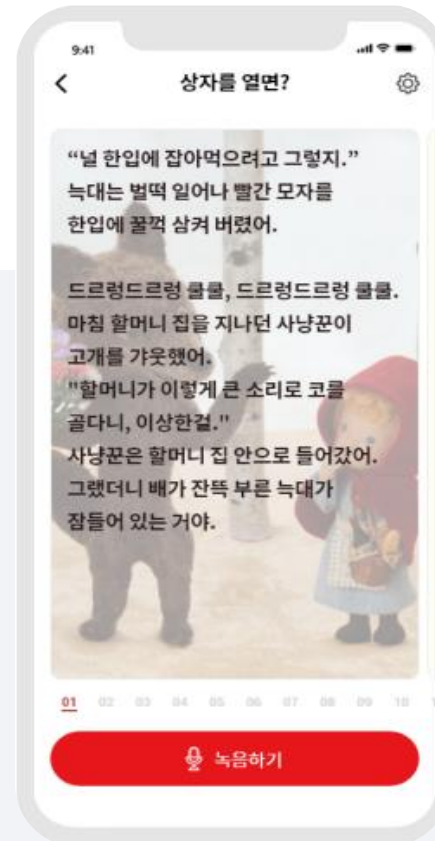 9:41
상자를 열면?
“널 한입에 잡아먹으려고 그렇지.”
늑대는 벌떡 일어나 빨간 모자를
한입에 꿀꺽 삼켜 버렸어.
드르렁드르렁 쿨쿨, 드르렁드르렁 쿨쿨.
마침 할머니 집을 지나던 사냥꾼이
고개를 갸웃했어.
"할머니가 이렇게 큰 소리로 코를
골다니, 이상한걸."
사냥꾼은 할머니 집 안으로 들어갔어.
그랬더니 배가 잔뜩 부른 늑대가
잠들어 있는 거야.
01 02 03 04 05 06 07 08 09 10
녹음하기